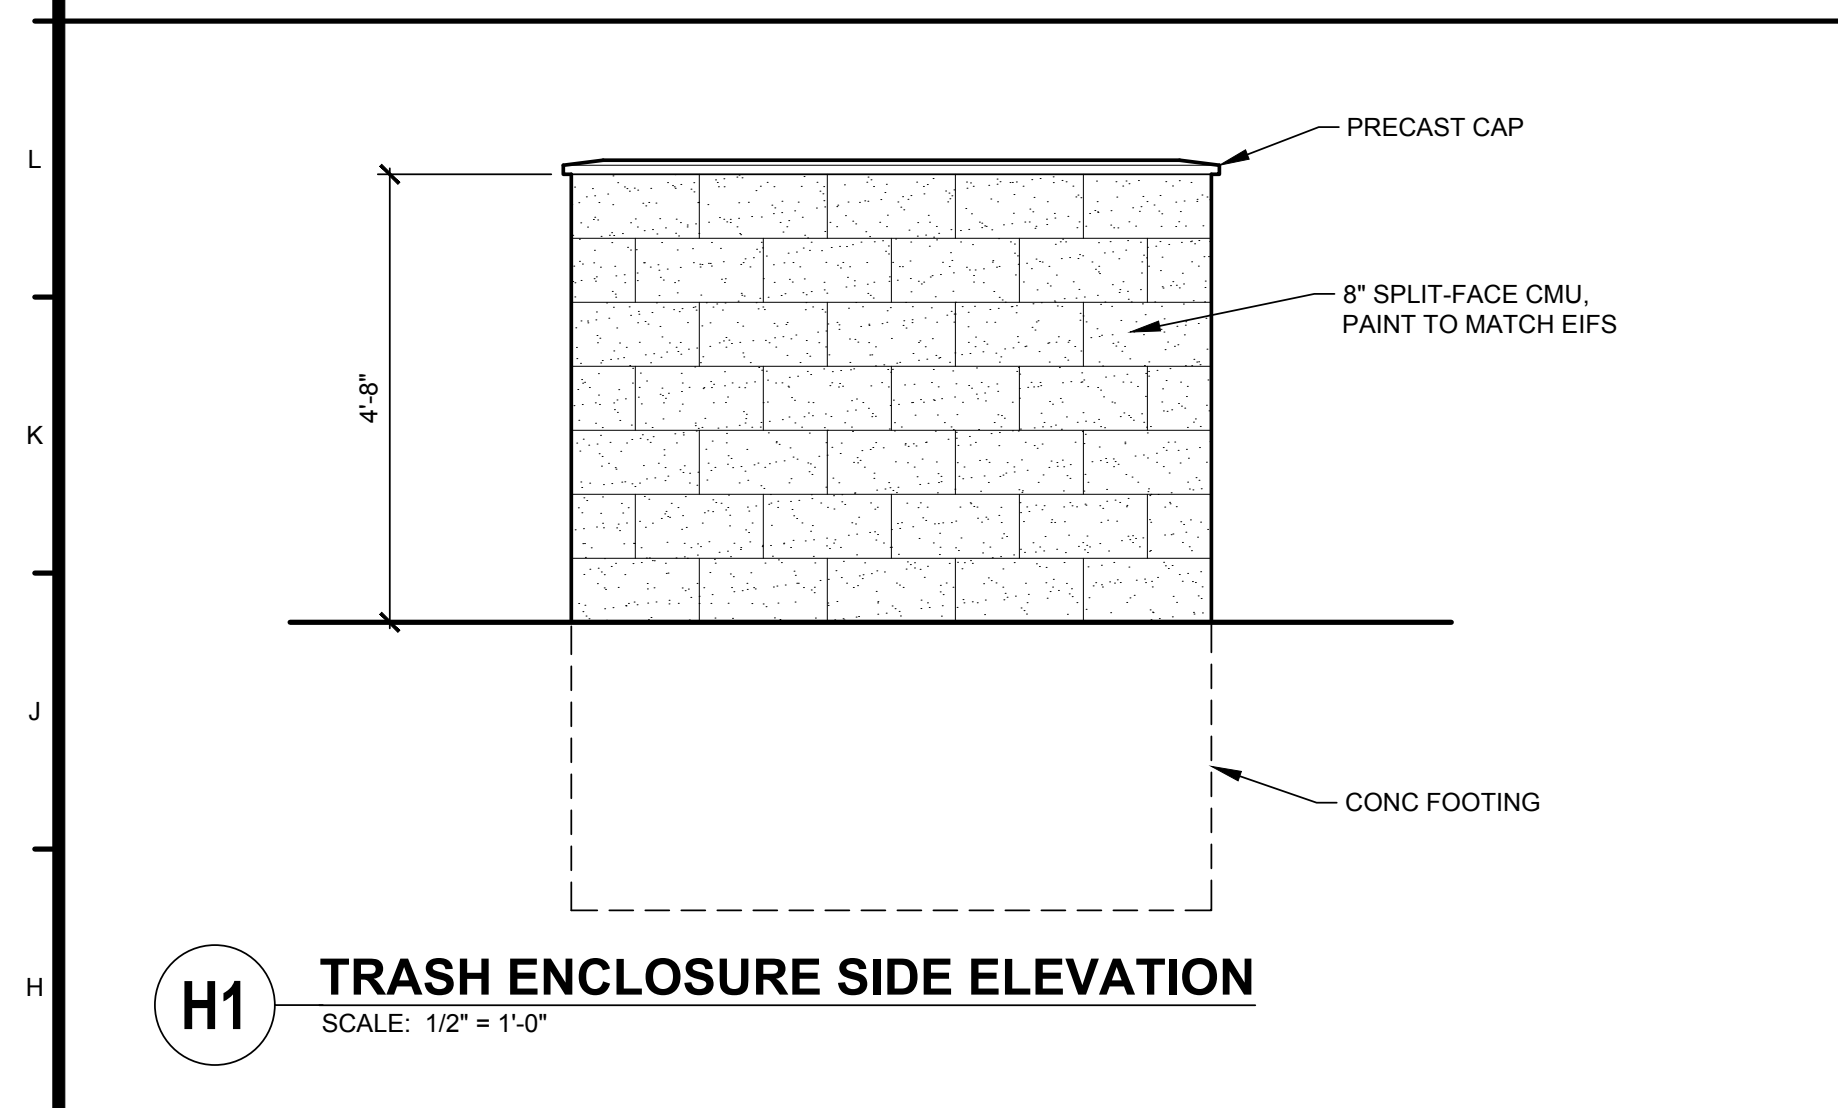 L
PRECAST CAP
8" SPLIT-FACE CMU,
PAINT TO MATCH EIFS
4'-8"
K
J
CONC FOOTING
H
H1
TRASH ENCLOSURE SIDE ELEVATION
SCALE: 1/2" = 1'-0"